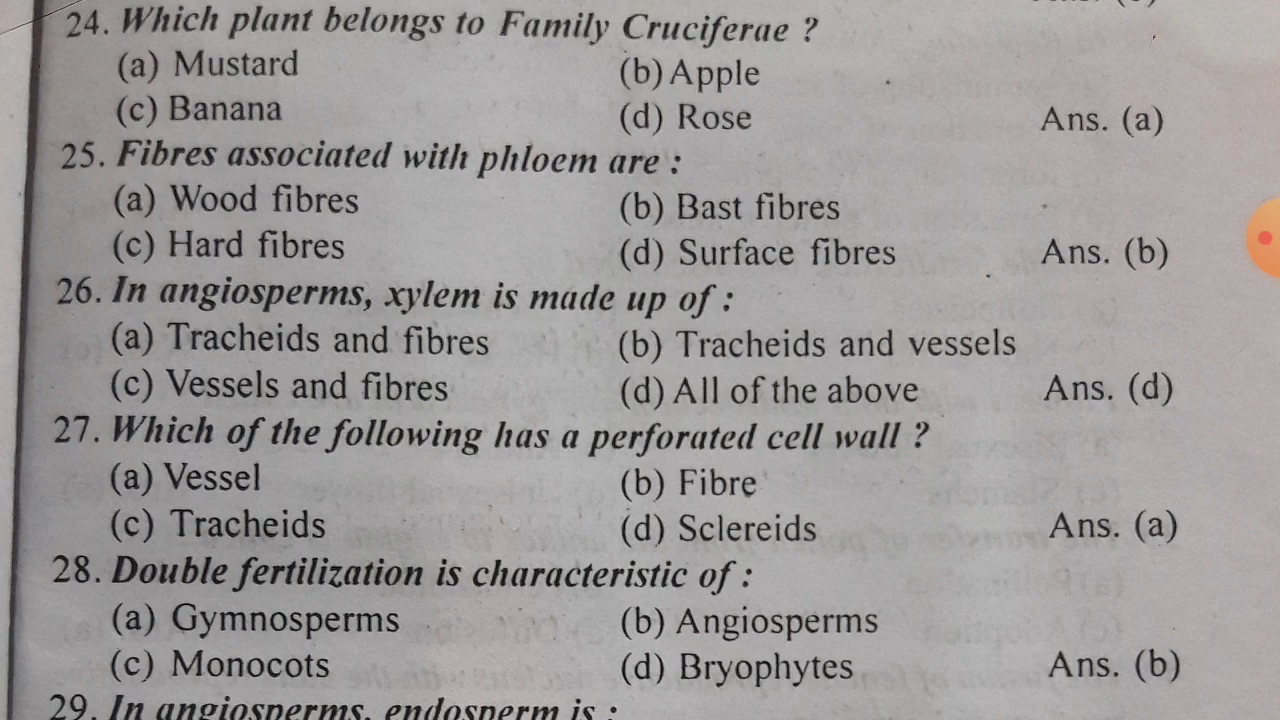 24. Which plant belongs to Family Cruciferae ?
(a) Mustard (b) Apple
(c) Banana (d) Rose Ans. (a)
25. Fibres associated with phloem are :
(a) Wood fibres (b) Bast fibres
(c) Hard fibres (d) Surface fibres Ans. (b)
26. In angiosperms, xylem is made up of :
(a) Tracheids and fibres (b) Tracheids and vessels
(c) Vessels and fibres (d) All of the above Ans. (d)
27. Which of the following has a perforated cell wall ?
(a) Vessel (b) Fibre
(c) Tracheids (d) Sclereids Ans. (a)
28. Double fertilization is characteristic of :
(a) Gymnosperms (b) Angiosperms
(c) Monocots (d) Bryophytes Ans. (b)
29. In angiosperms, endosperm is :